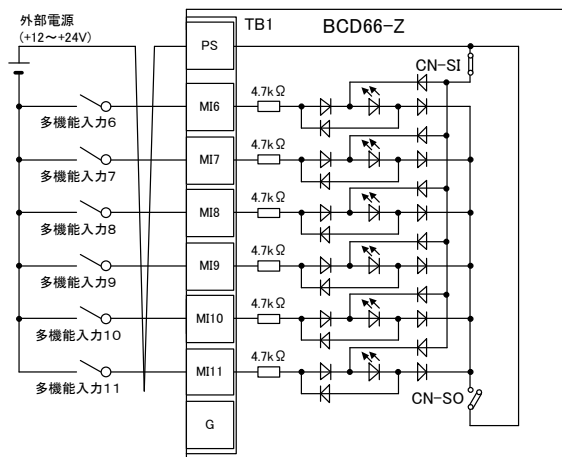 外部電源
(+12～+24V)
TB1
BCD66-Z
PS
CN-SI
4.7kΩ
MI6
多機能入力6
4.7kΩ
MI7
多機能入力7
4.7kΩ
MI8
多機能入力8
4.7kΩ
MI9
多機能入力9
4.7kΩ
MI10
多機能入力10
4.7kΩ
MI11
多機能入力11
CN-SO
G